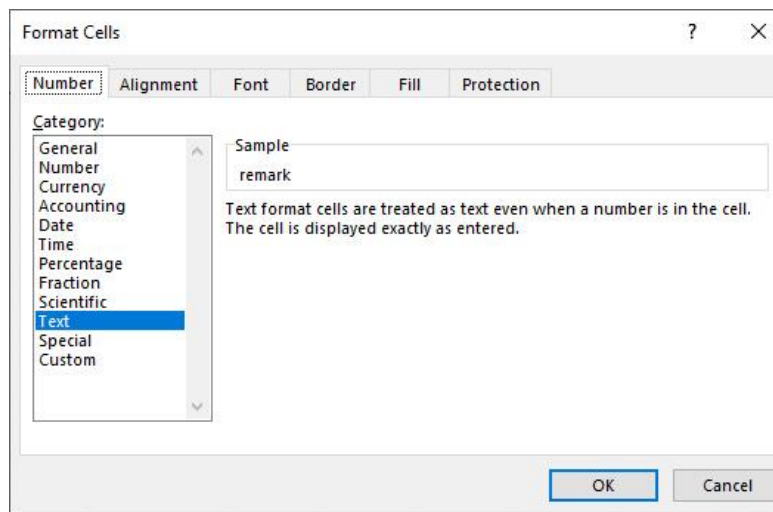 Format Cells ? X
Number Alignment Font Border Fill Protection
Category:
General
Number
Currency
Accounting
Date
Time
Percentage
Fraction
Scientific
Text
Special
Custom
Sample
remark
Text format cells are treated as text even when a number is in the cell.
The cell is displayed exactly as entered.
OK Cancel